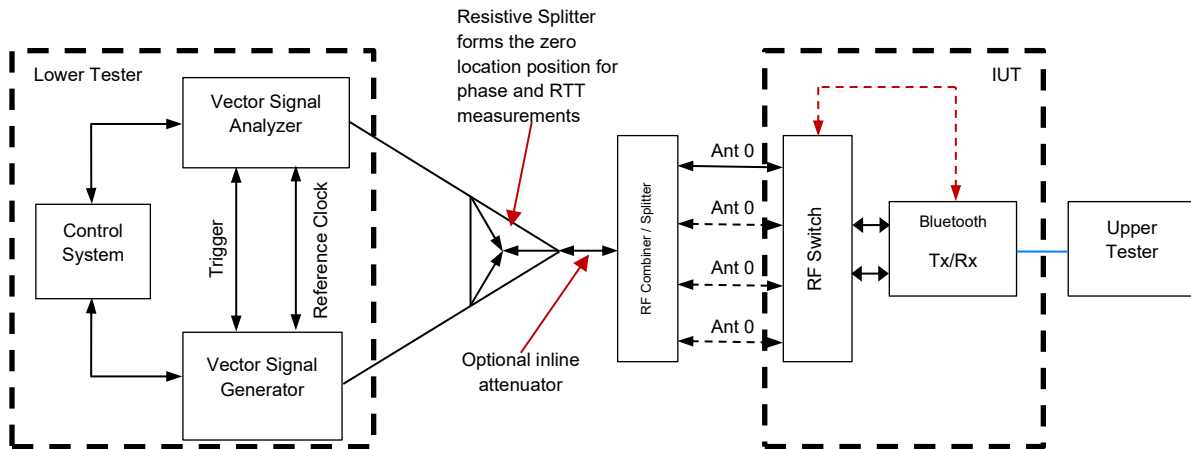 Resistive Splitter
forms the zero
location position for
phase and RTT
measurements
Lower Tester
IUT
Vector Signal
Analyzer
Ant 0
Control
System
Trigger
Reference Clock
RF Combiner / Splitter
Ant 0
RF Switch
Bluetooth
Tx/Rx
Upper
Tester
Ant 0
Ant 0
Vector Signal
Generator
Optional inline
attenuator